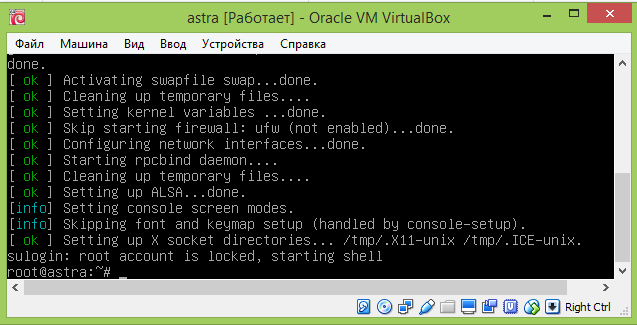 astra [Работает] - Oracle VM VirtualBox
Файл Машина Вид Ввод Устройства Справка
done.
[ ok ] Activating swapfile swap...done.
[ ok ] Cleaning up temporary files....
[ ok ] Setting kernel variables ...done.
[ ok ] Skip starting firewall: ufw (not enabled)...done.
[ ok ] Configuring network interfaces...done.
[ ok ] Starting rpcbind daemon....
[ ok ] Cleaning up temporary files....
[ ok ] Setting up ALSA...done.
[info] Setting console screen modes.
[info] Skipping font and keymap setup (handled by console-setup).
[ ok ] Setting up X socket directories... /tmp/.X11-unix /tmp/.ICE-unix.
sulogin: root account is locked, starting shell
root@astra:~# _
Right Ctrl